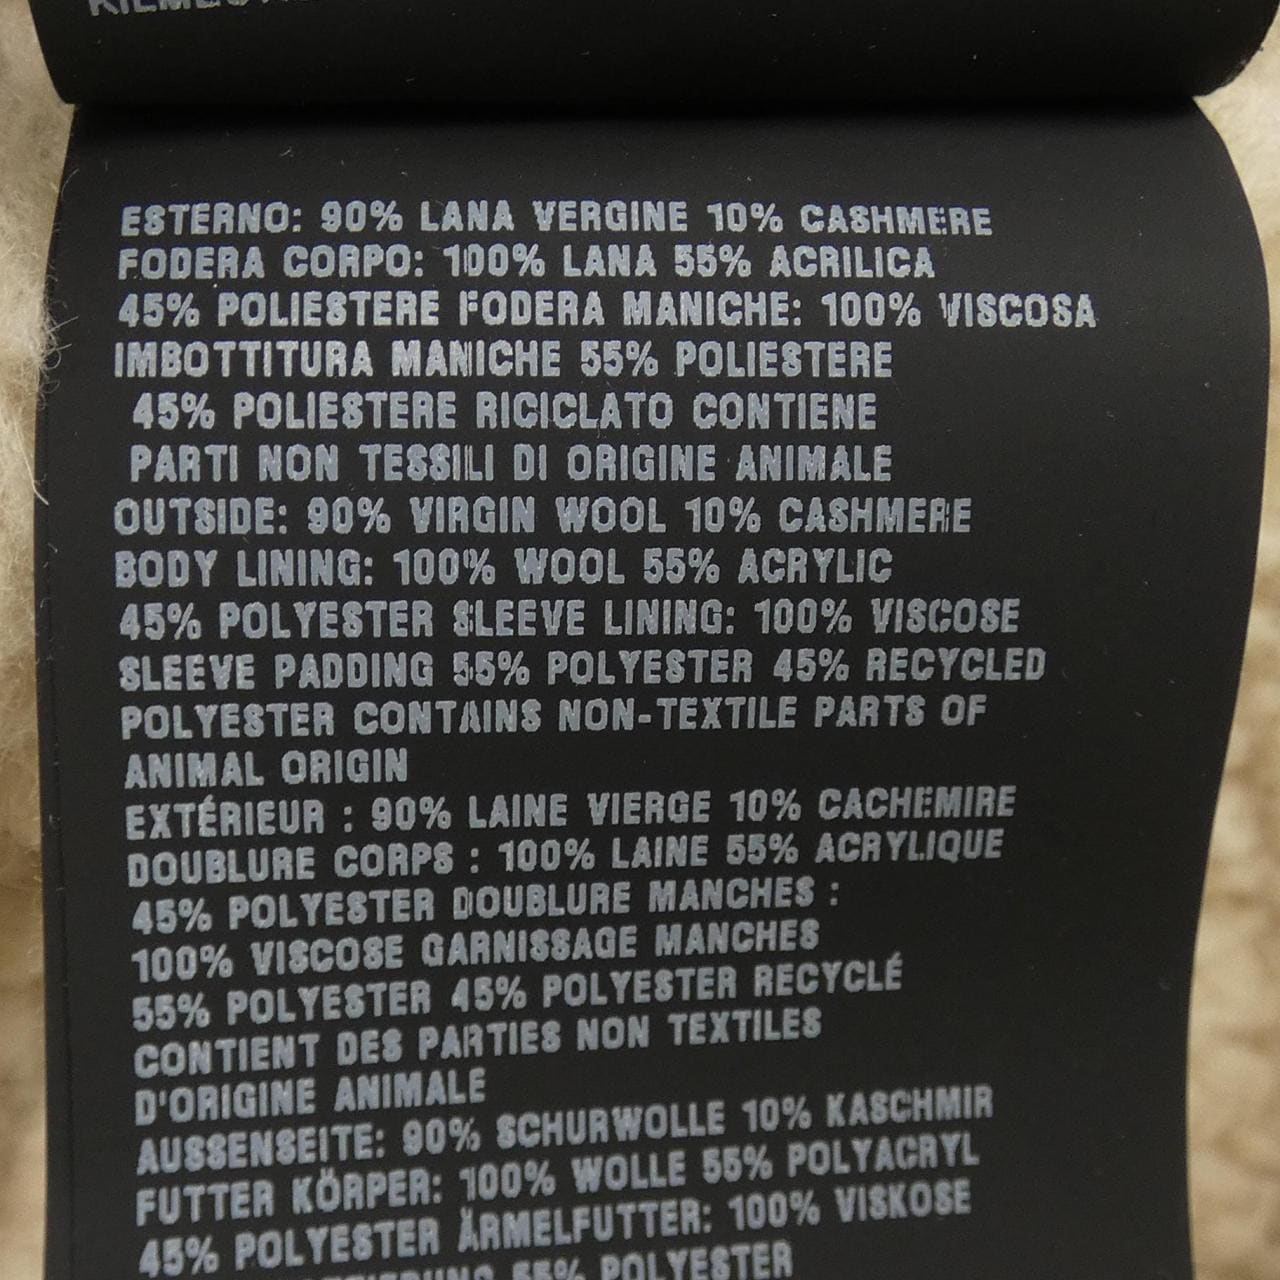 ESTERNO: 90% LANA VERGINE 10% CASHMERE
FODERA CORPO: 100% LANA 55% ACRILICA
45% POLIESTERE FODERA MANICHE: 100% VISCOSA
IMBOTTITURA MANICHE 55% POLIESTERE
45% POLIESTERE RICICLATO CONTIENE
PARTI NON TESSILI DI ORIGINE ANIMALE
OUTSIDE: 90% VIRGIN WOOL 10% CASHMERE
BODY LINING: 100% WOOL 55% ACRYLIC
45% POLYESTER SLEEVE LINING: 100% VISCOSE
SLEEVE PADDING 55% POLYESTER 45% RECYCLED
POLYESTER CONTAINS NON-TEXTILE PARTS OF
ANIMAL ORIGIN
EXTÉRIEUR : 90% LAINE VIERGE 10% CACHEMIRE
DOUBLURE CORPS : 100% LAINE 55% ACRYLIQUE
45% POLYESTER DOUBLURE MANCHES :
100% VISCOSE GARNISSAGE MANCHES
55% POLYESTER 45% POLYESTER RECYCLÉ
CONTIENT DES PARTIES NON TEXTILES
D'ORIGINE ANIMALE
AUSSENSEITE: 90% SCHURWOLLE 10% KASCHMIR
FUTTER KÖRPER: 100% WOLLE 55% POLYACRYL
45% POLYESTER ÄRMELFUTTER: 100% VISKOSE
55% POLYESTER